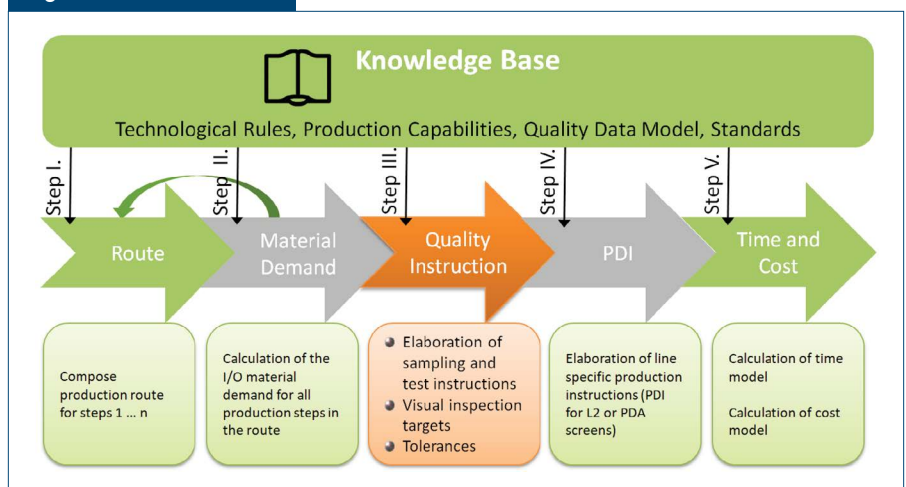 Knowledge Base
Technological Rules, Production Capabilities, Quality Data Model, Standards
Step I.
Step II.
Step III.
Step IV.
Step V.
Route
Material
Demand
Quality
Instruction
PDI
Time and
Cost
Compose
production route
for steps 1 ... n
Calculation of the
I/O material
demand for all
production steps in
the route
Elaboration of
sampling and
test instructions
Visual inspection
targets
Tolerances
Elaboration of line
specific production
instructions (PDI
for L2 or PDA
screens)
Calculation of time
model
Calculation of cost
model